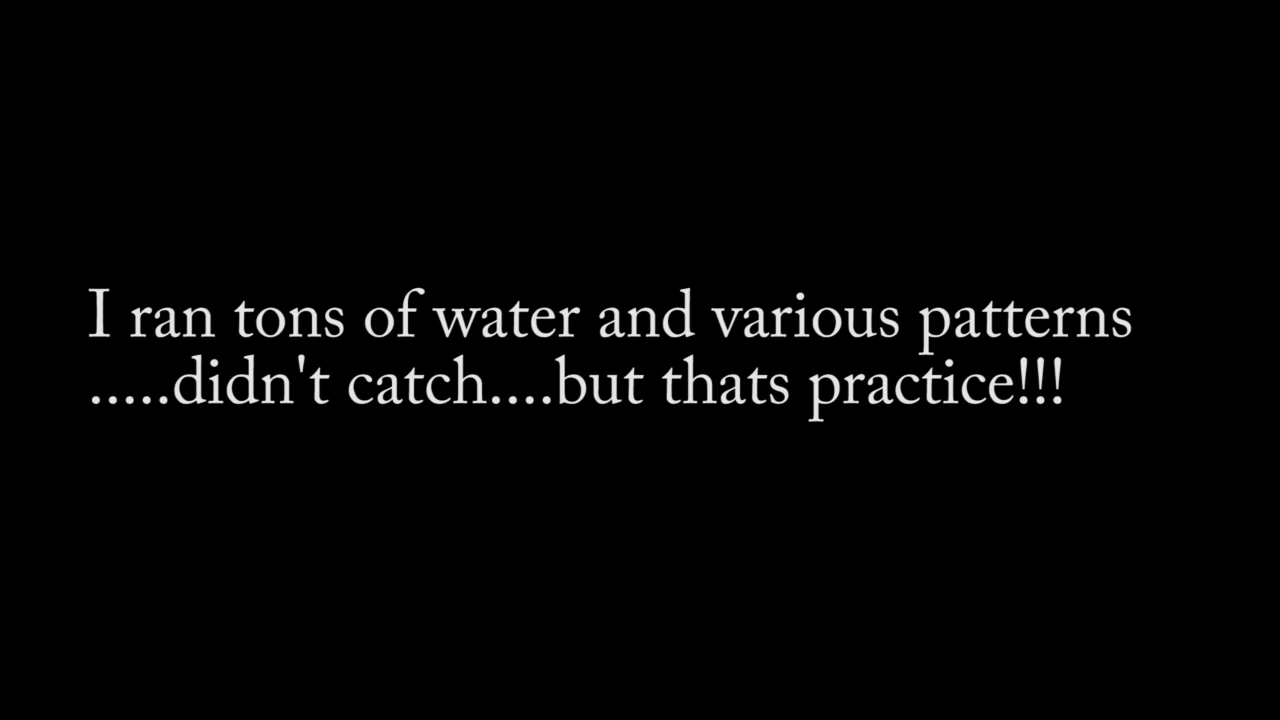 I ran tons of water and various patterns
.....didn't catch....but thats practice!!!